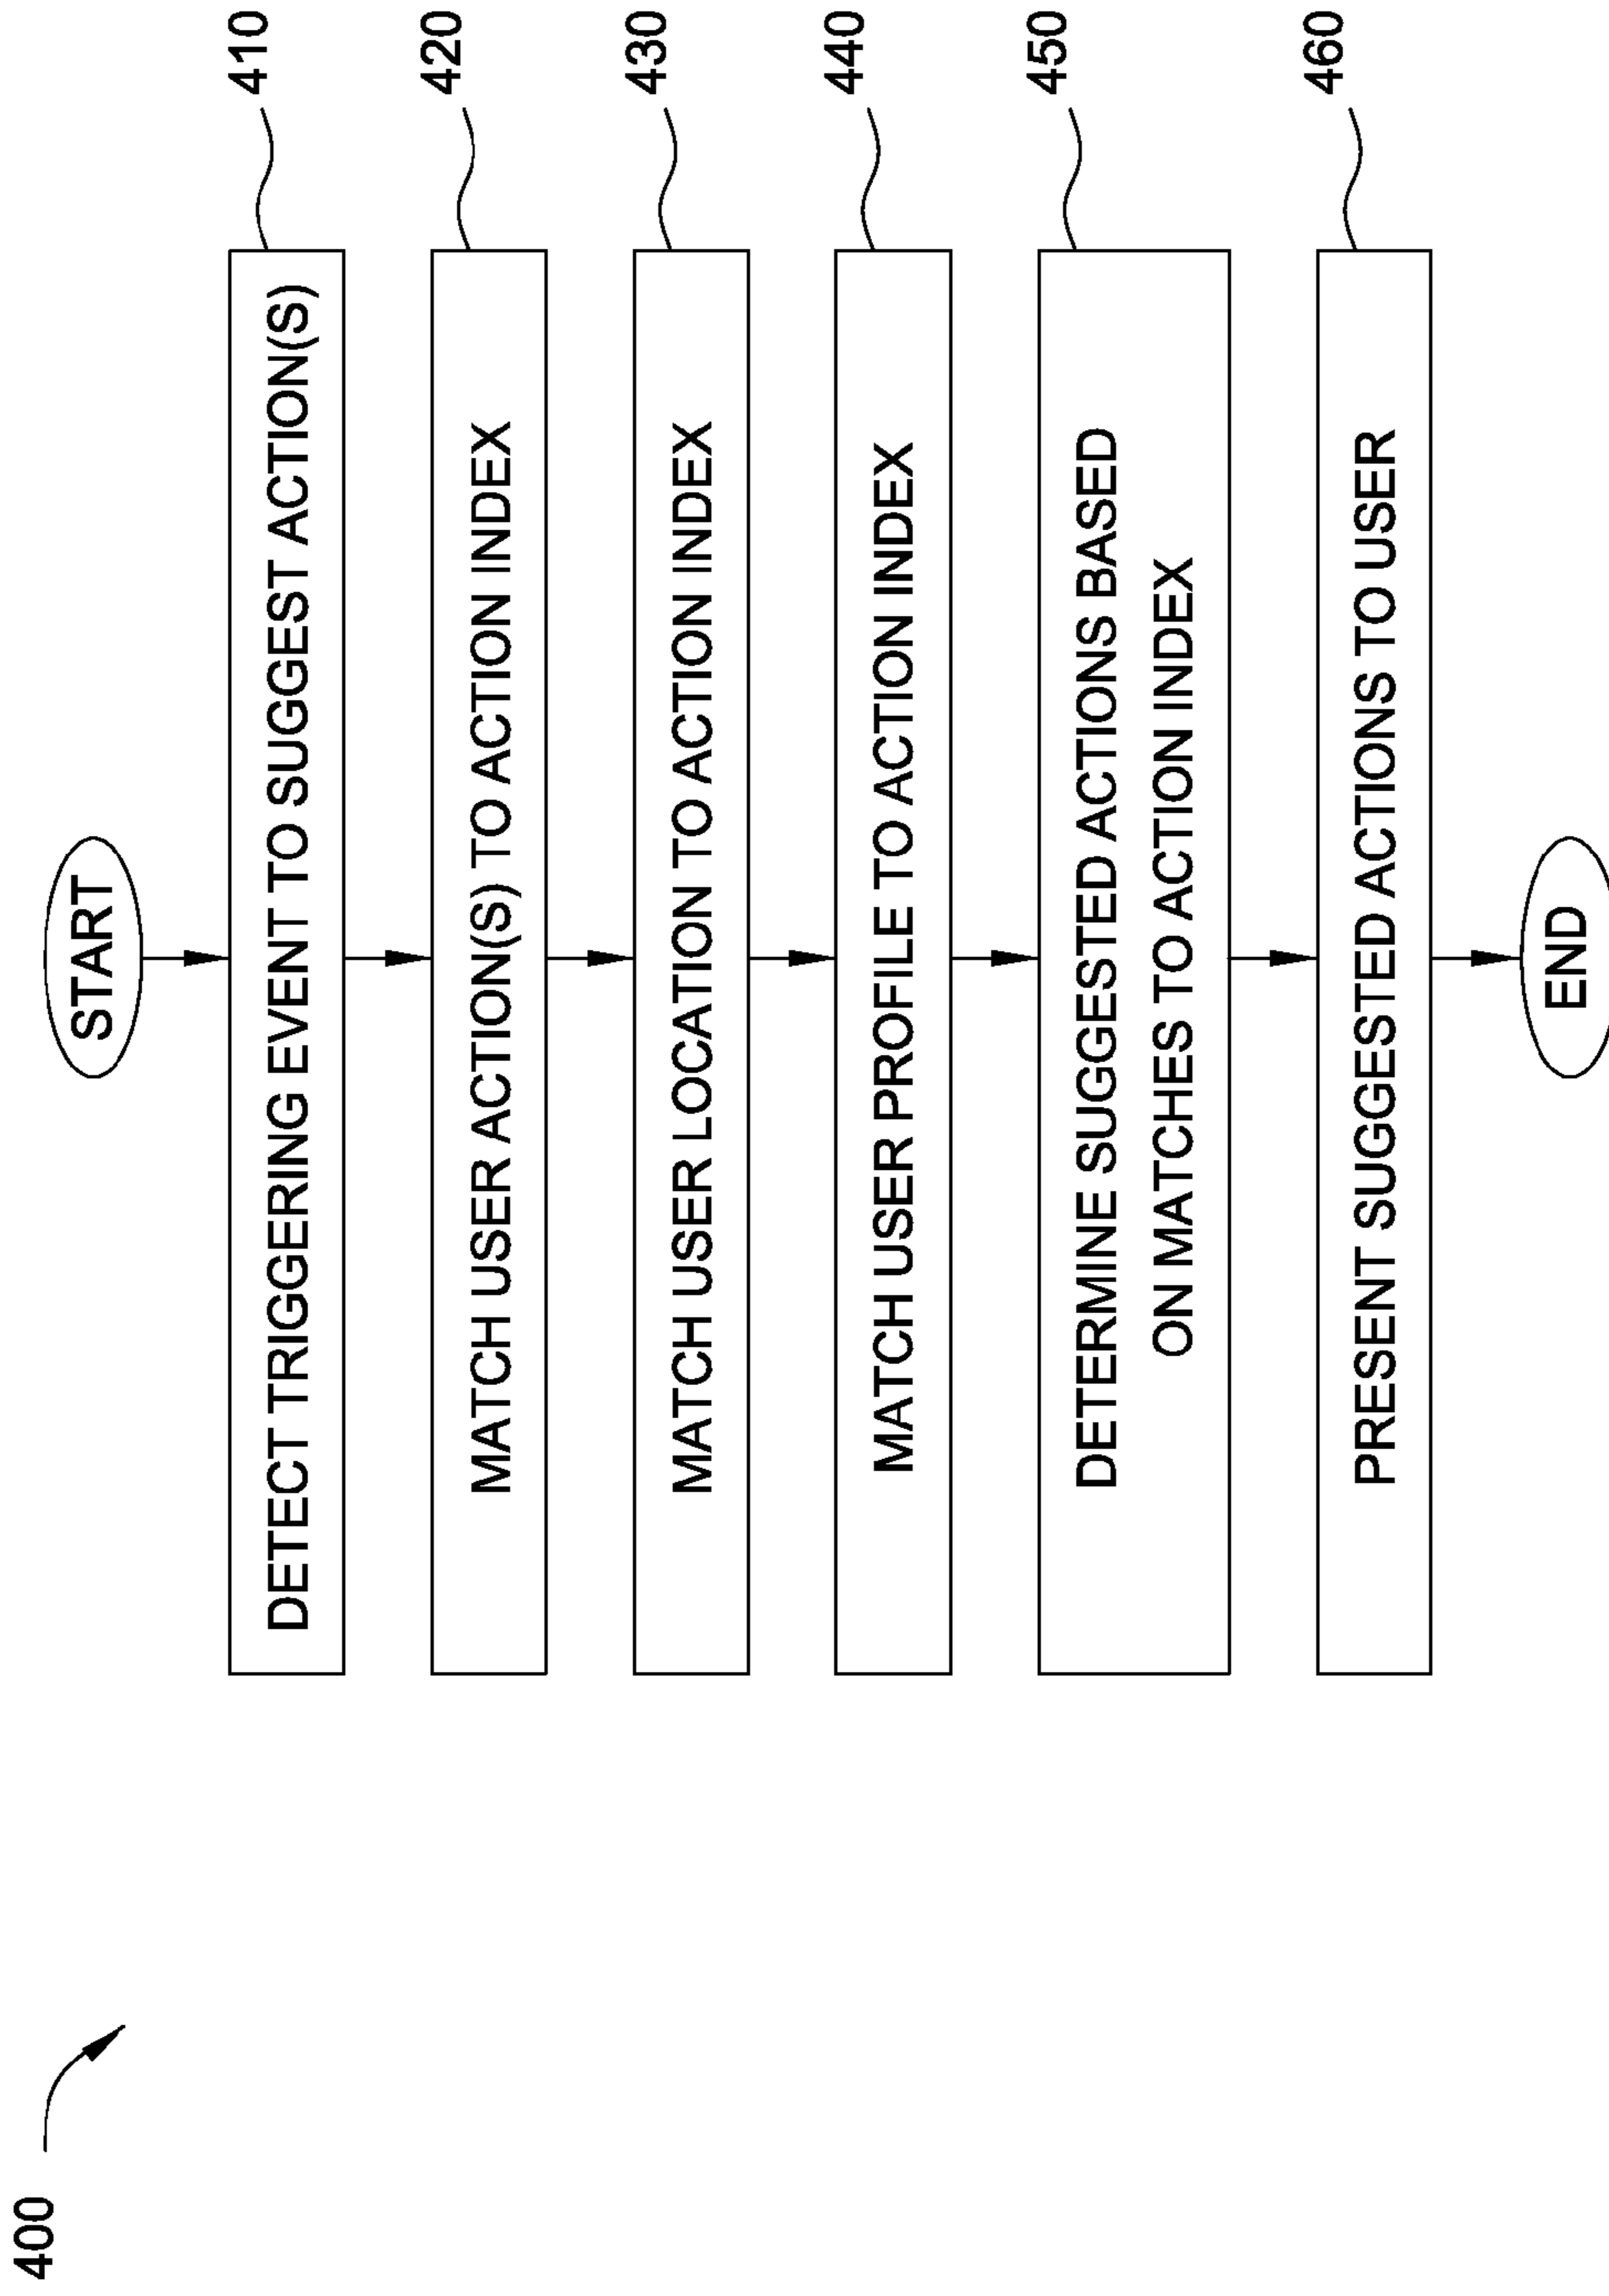 400
START
DETECT TRIGGERING EVENT TO SUGGEST ACTION(S)
410
MATCH USER ACTION(S) TO ACTION INDEX
420
MATCH USER LOCATION TO ACTION INDEX
430
MATCH USER PROFILE TO ACTION INDEX
440
DETERMINE SUGGESTED ACTIONS BASED
ON MATCHES TO ACTION INDEX
450
PRESENT SUGGESTED ACTIONS TO USER
460
END